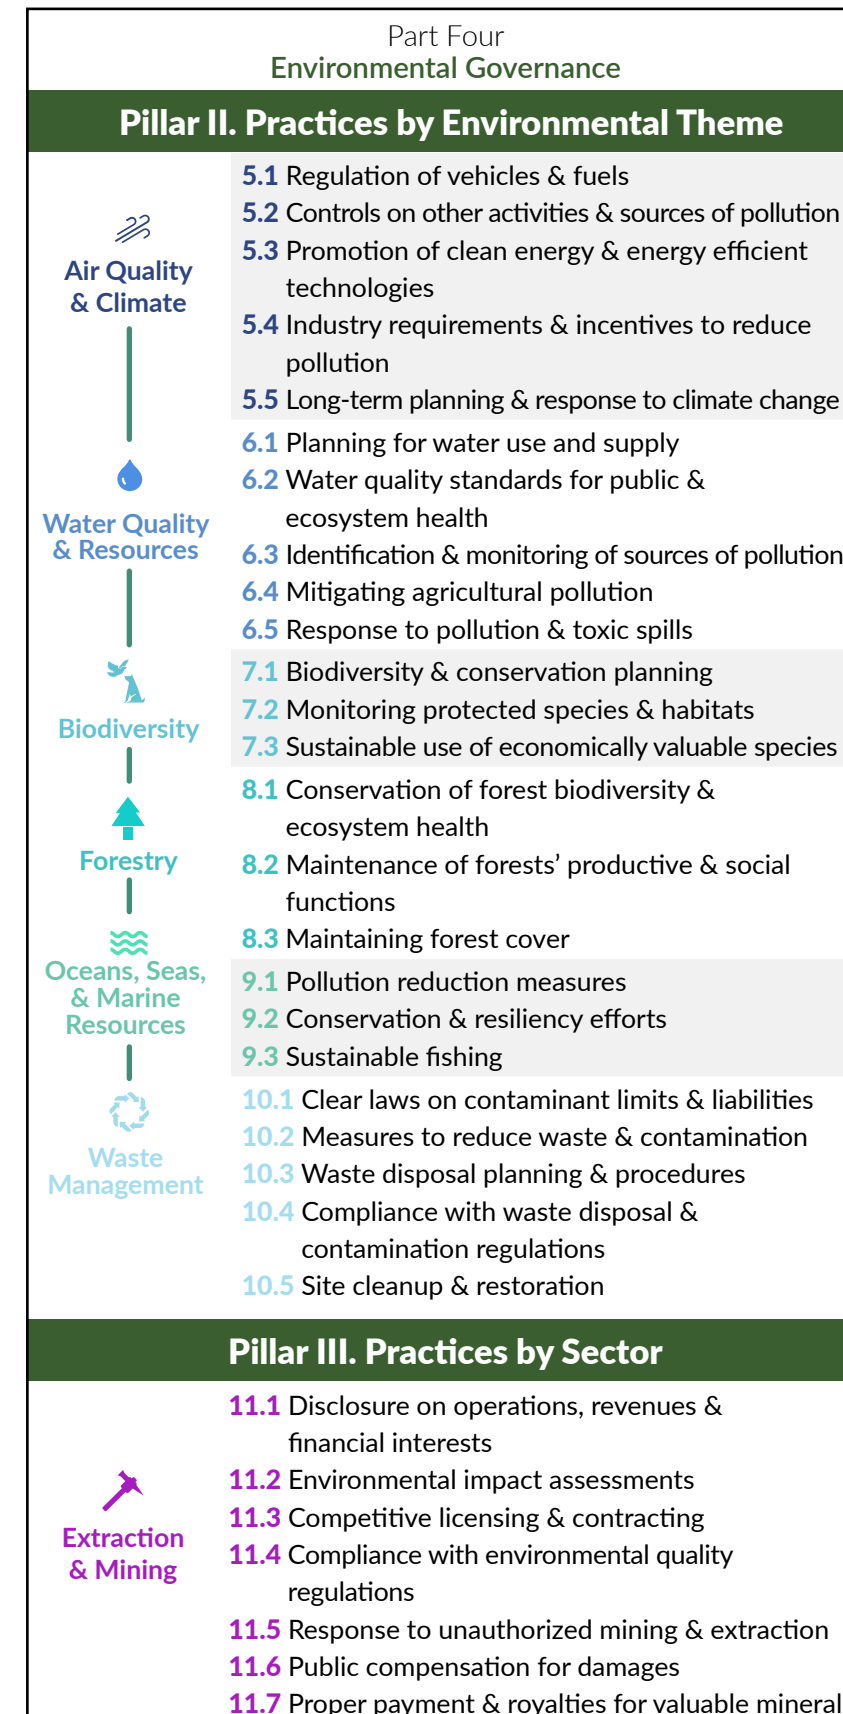 Part Four
Environmental Governance
Pillar II. Practices by Environmental Theme
Air Quality
& Climate
5.1 Regulation of vehicles & fuels
5.2 Controls on other activities & sources of pollution
5.3 Promotion of clean energy & energy efficient
technologies
5.4 Industry requirements & incentives to reduce
pollution
5.5 Long-term planning & response to climate change
Water Quality
& Resources
6.1 Planning for water use and supply
6.2 Water quality standards for public &
ecosystem health
6.3 Identification & monitoring of sources of pollution
6.4 Mitigating agricultural pollution
6.5 Response to pollution & toxic spills
Biodiversity
7.1 Biodiversity & conservation planning
7.2 Monitoring protected species & habitats
7.3 Sustainable use of economically valuable species
Forestry
8.1 Conservation of forest biodiversity &
ecosystem health
8.2 Maintenance of forests’ productive & social
functions
8.3 Maintaining forest cover
Oceans, Seas,
& Marine
Resources
9.1 Pollution reduction measures
9.2 Conservation & resiliency efforts
9.3 Sustainable fishing
Waste
Management
10.1 Clear laws on contaminant limits & liabilities
10.2 Measures to reduce waste & contamination
10.3 Waste disposal planning & procedures
10.4 Compliance with waste disposal &
contamination regulations
10.5 Site cleanup & restoration
Pillar III. Practices by Sector
Extraction
& Mining
11.1 Disclosure on operations, revenues &
financial interests
11.2 Environmental impact assessments
11.3 Competitive licensing & contracting
11.4 Compliance with environmental quality
regulations
11.5 Response to unauthorized mining & extraction
11.6 Public compensation for damages
11.7 Proper payment & royalties for valuable mineral